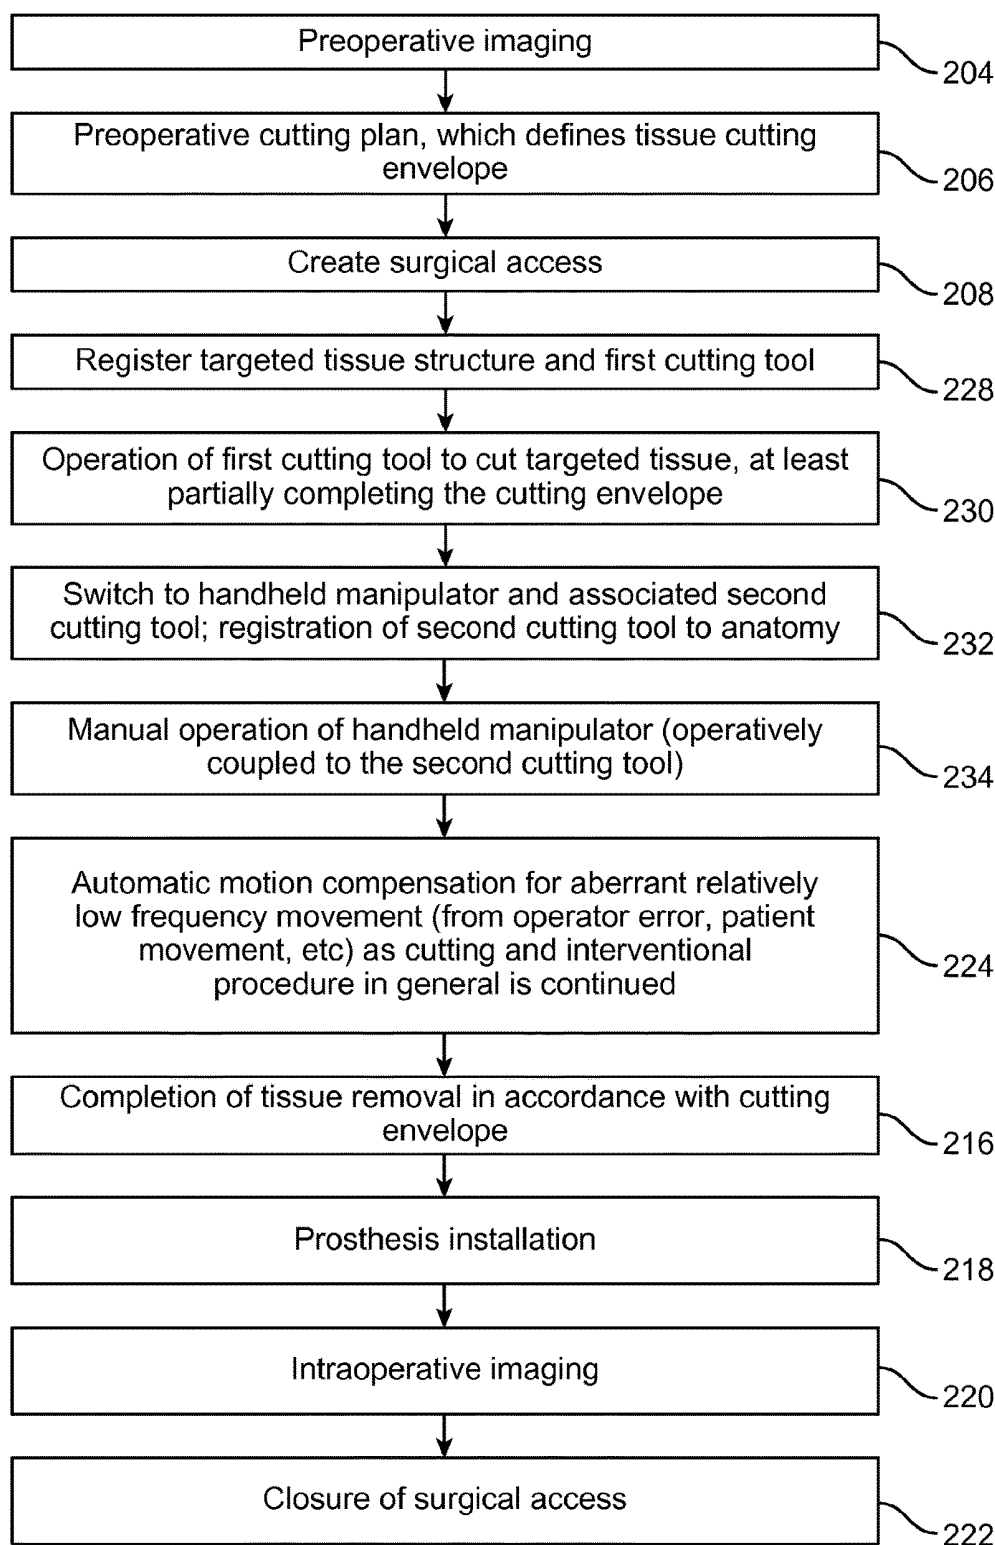 Preoperative imaging
204
Preoperative cutting plan, which defines tissue cutting
envelope
206
Create surgical access
208
Register targeted tissue structure and first cutting tool
228
Operation of first cutting tool to cut targeted tissue, at least
partially completing the cutting envelope
230
Switch to handheld manipulator and associated second
cutting tool; registration of second cutting tool to anatomy
232
Manual operation of handheld manipulator (operatively
coupled to the second cutting tool)
234
Automatic motion compensation for aberrant relatively
low frequency movement (from operator error, patient
movement, etc) as cutting and interventional
procedure in general is continued
224
Completion of tissue removal in accordance with cutting
envelope
216
Prosthesis installation
218
Intraoperative imaging
220
Closure of surgical access
222